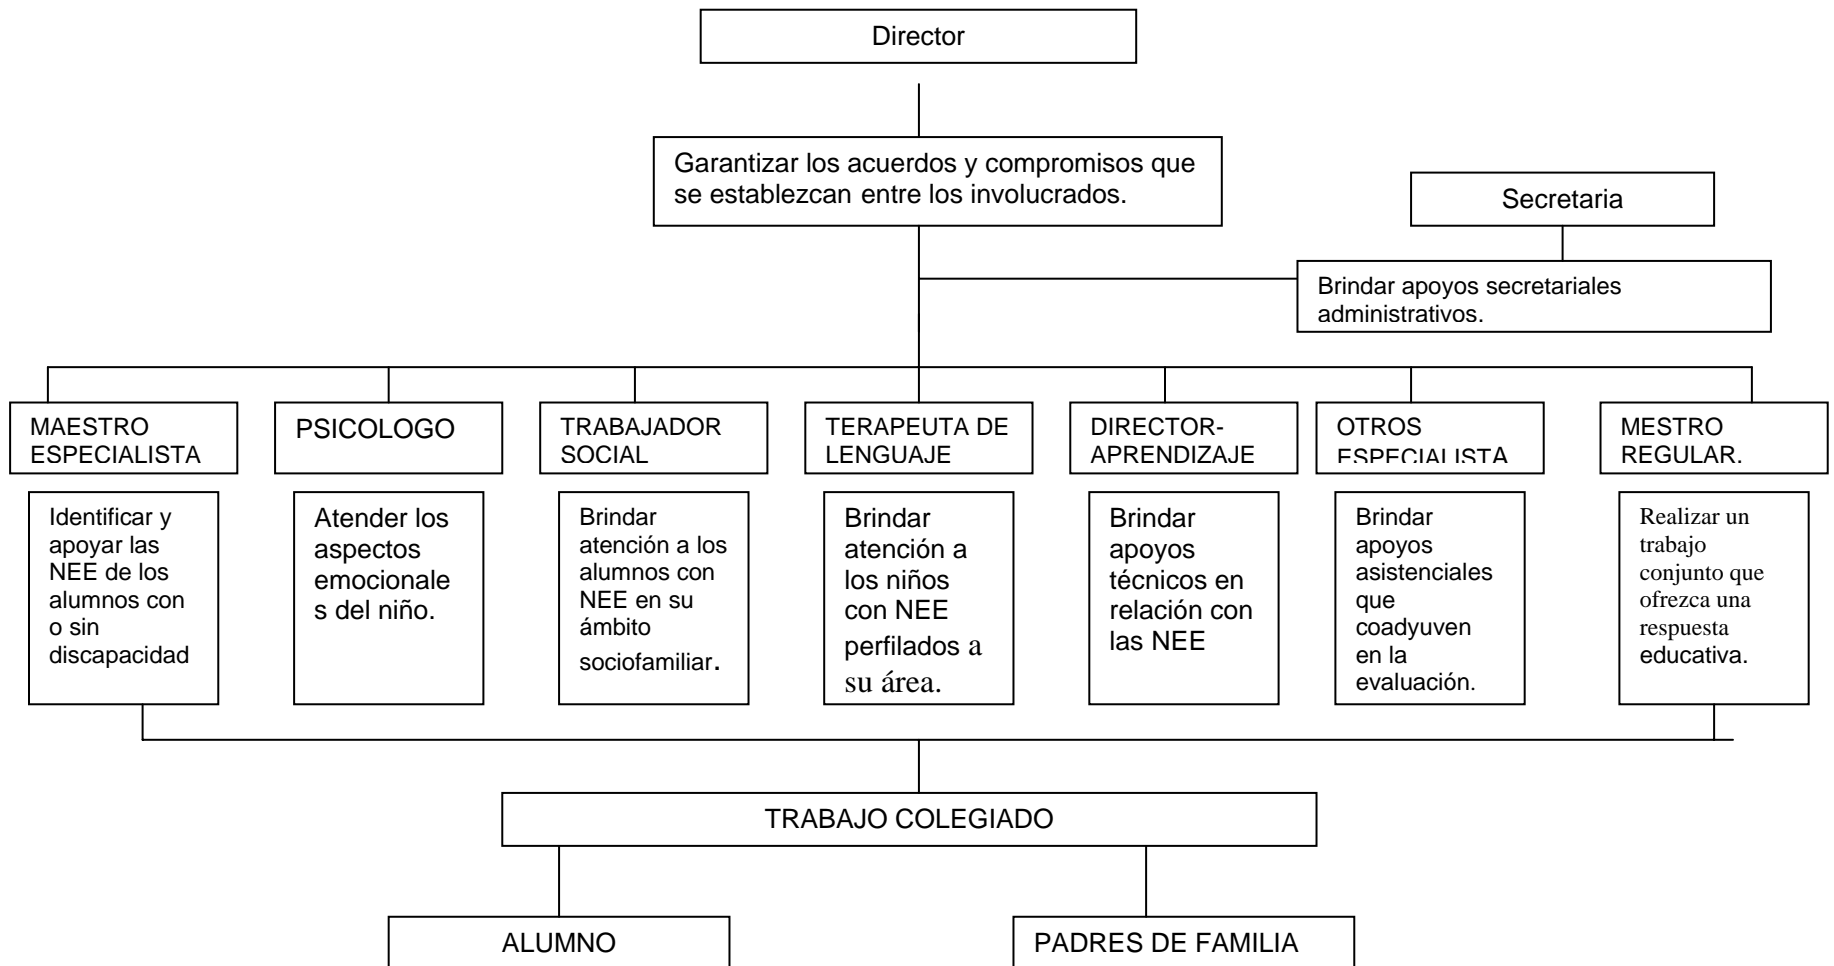 Director
Garantizar los acuerdos y compromisos que
se establezcan entre los involucrados.
Secretaria
Brindar apoyos secretariales
administrativos.
MAESTRO
ESPECIALISTA
PSICOLOGO
TRABAJADOR
SOCIAL
TERAPEUTA DE
LENGUAJE
DIRECTOR-
APRENDIZAJE
OTROS
ESPECIALISTA
MESTRO
REGULAR.
Identificar y
apoyar las
NEE de los
alumnos con
o sin
discapacidad
Atender los
aspectos
emocionale
s del niño.
Brindar
atención a los
alumnos con
NEE en su
ámbito
sociofamiliar.
Brindar
atención a
los niños
con NEE
perfilados a
su área.
Brindar
apoyos
técnicos en
relación con
las NEE
Brindar
apoyos
asistenciales
que
coadyuven
en la
evaluación.
Realizar un
trabajo
conjunto que
ofrezca una
respuesta
educativa.
TRABAJO COLEGIADO
ALUMNO
PADRES DE FAMILIA